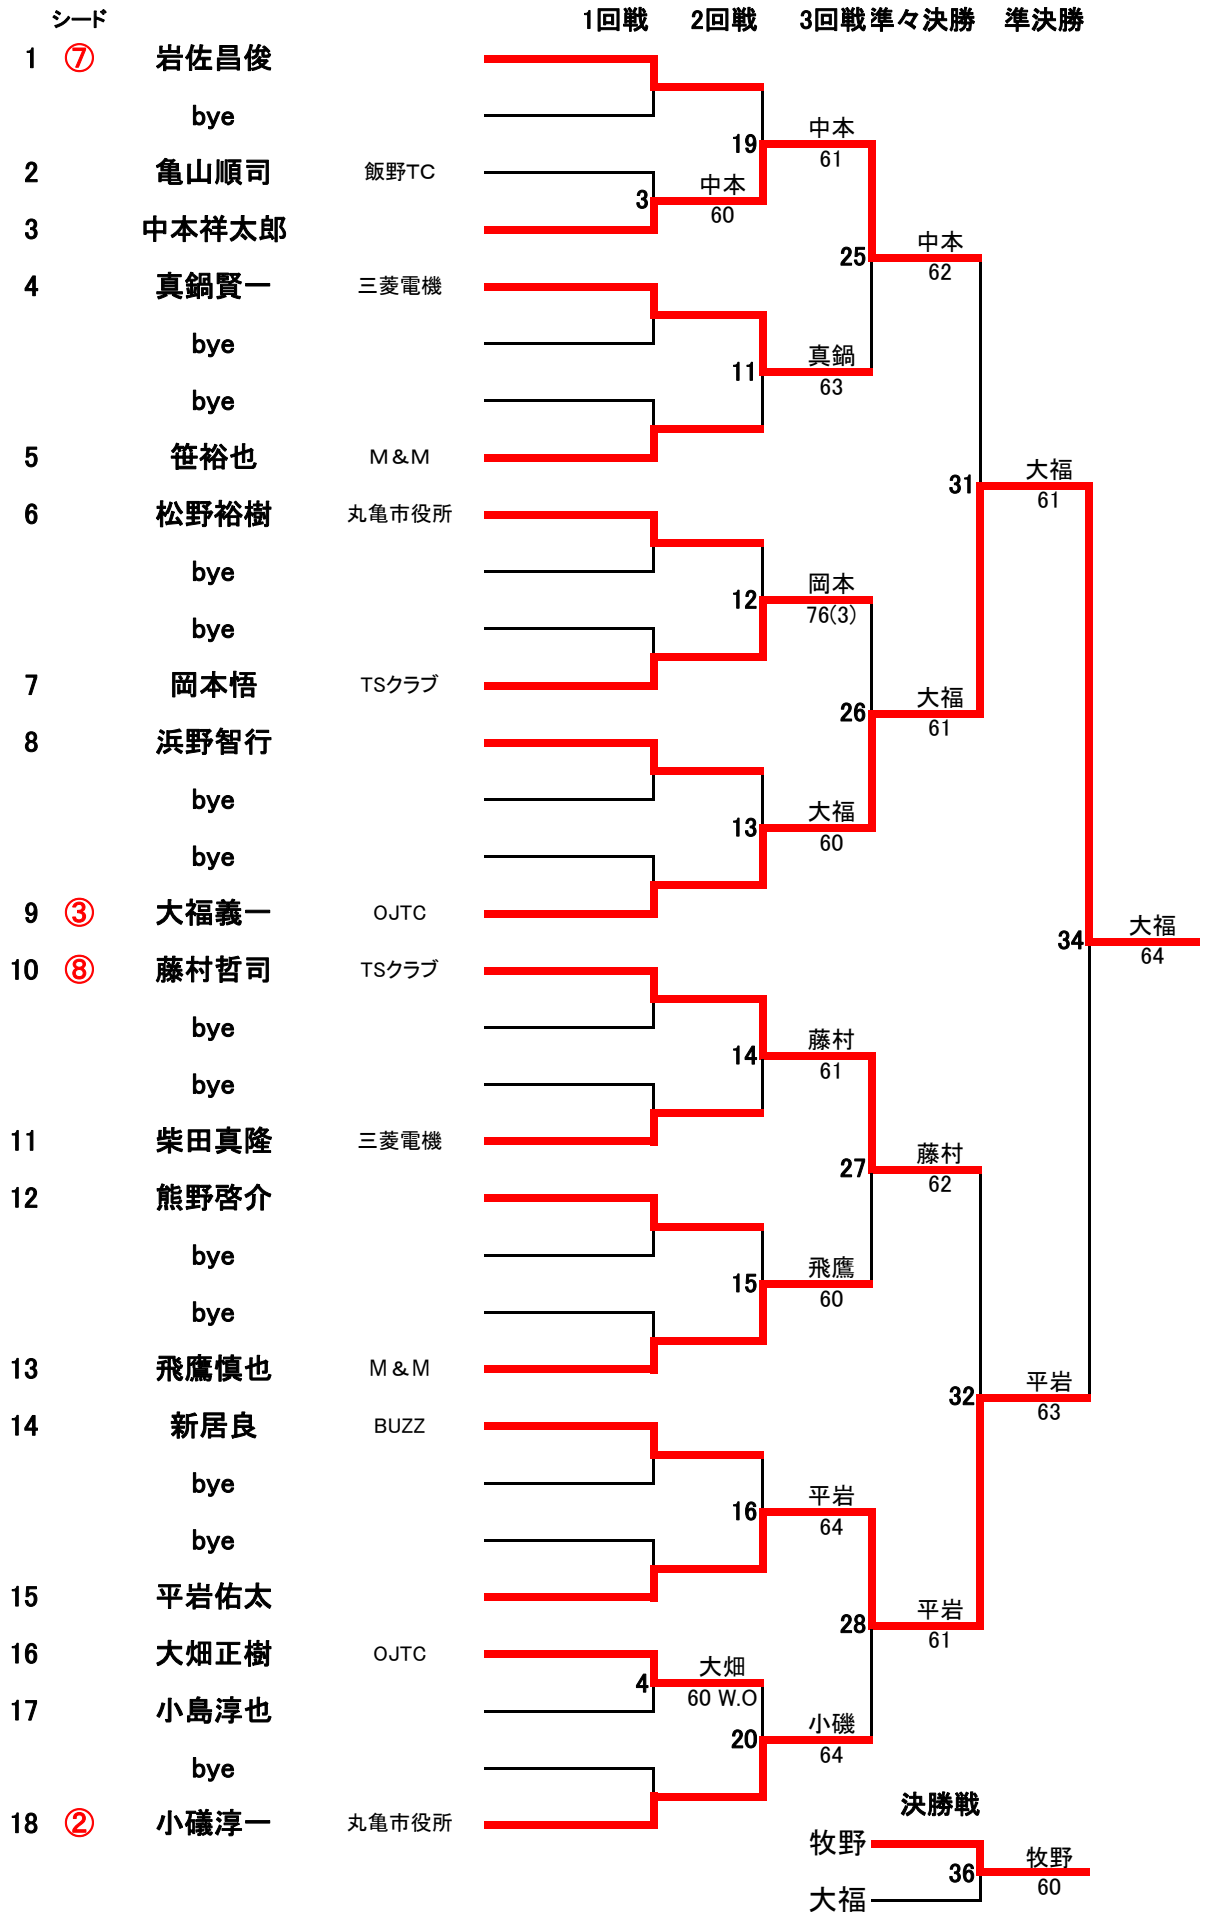 シード 1回戦 2回戦 3回戦 準々決勝 準決勝
1 ⑦ 岩佐昌俊
bye
中本
19
61
2 亀山順司 飯野TC
中本
3
60
3 中本祥太郎
中本
25
62
4 真鍋賢一 三菱電機
bye
真鍋
11
63
bye
5 笹裕也 M&M
大福
31
61
6 松野裕樹 丸亀市役所
bye
岡本
12
76(3)
bye
7 岡本悟 TSクラブ
大福
26
61
8 浜野智行
bye
大福
13
60
bye
9 ③ 大福義一 OJTC
大福
34
64
10 ⑧ 藤村哲司 TSクラブ
bye
藤村
14
61
bye
11 柴田真隆 三菱電機
藤村
27
62
12 熊野啓介
bye
飛鷹
15
60
bye
13 飛鷹慎也 M&M
平岩
32
63
14 新居良 BUZZ
bye
平岩
16
64
bye
15 平岩佑太
平岩
28
61
16 大畑正樹 OJTC
大畑
4
60 W.O
17 小島淳也
小磯
20
64
bye
18 ② 小礒淳一 丸亀市役所
決勝戦
牧野
牧野
36
60
大福